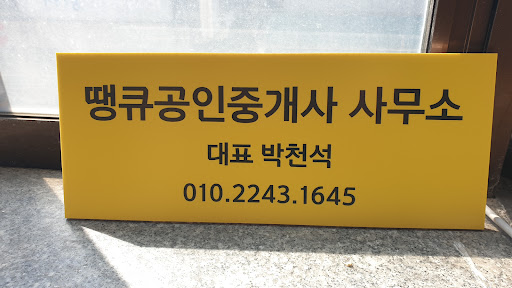 땡큐공인중개사 사무소
대표 박천석
010.2243.1645